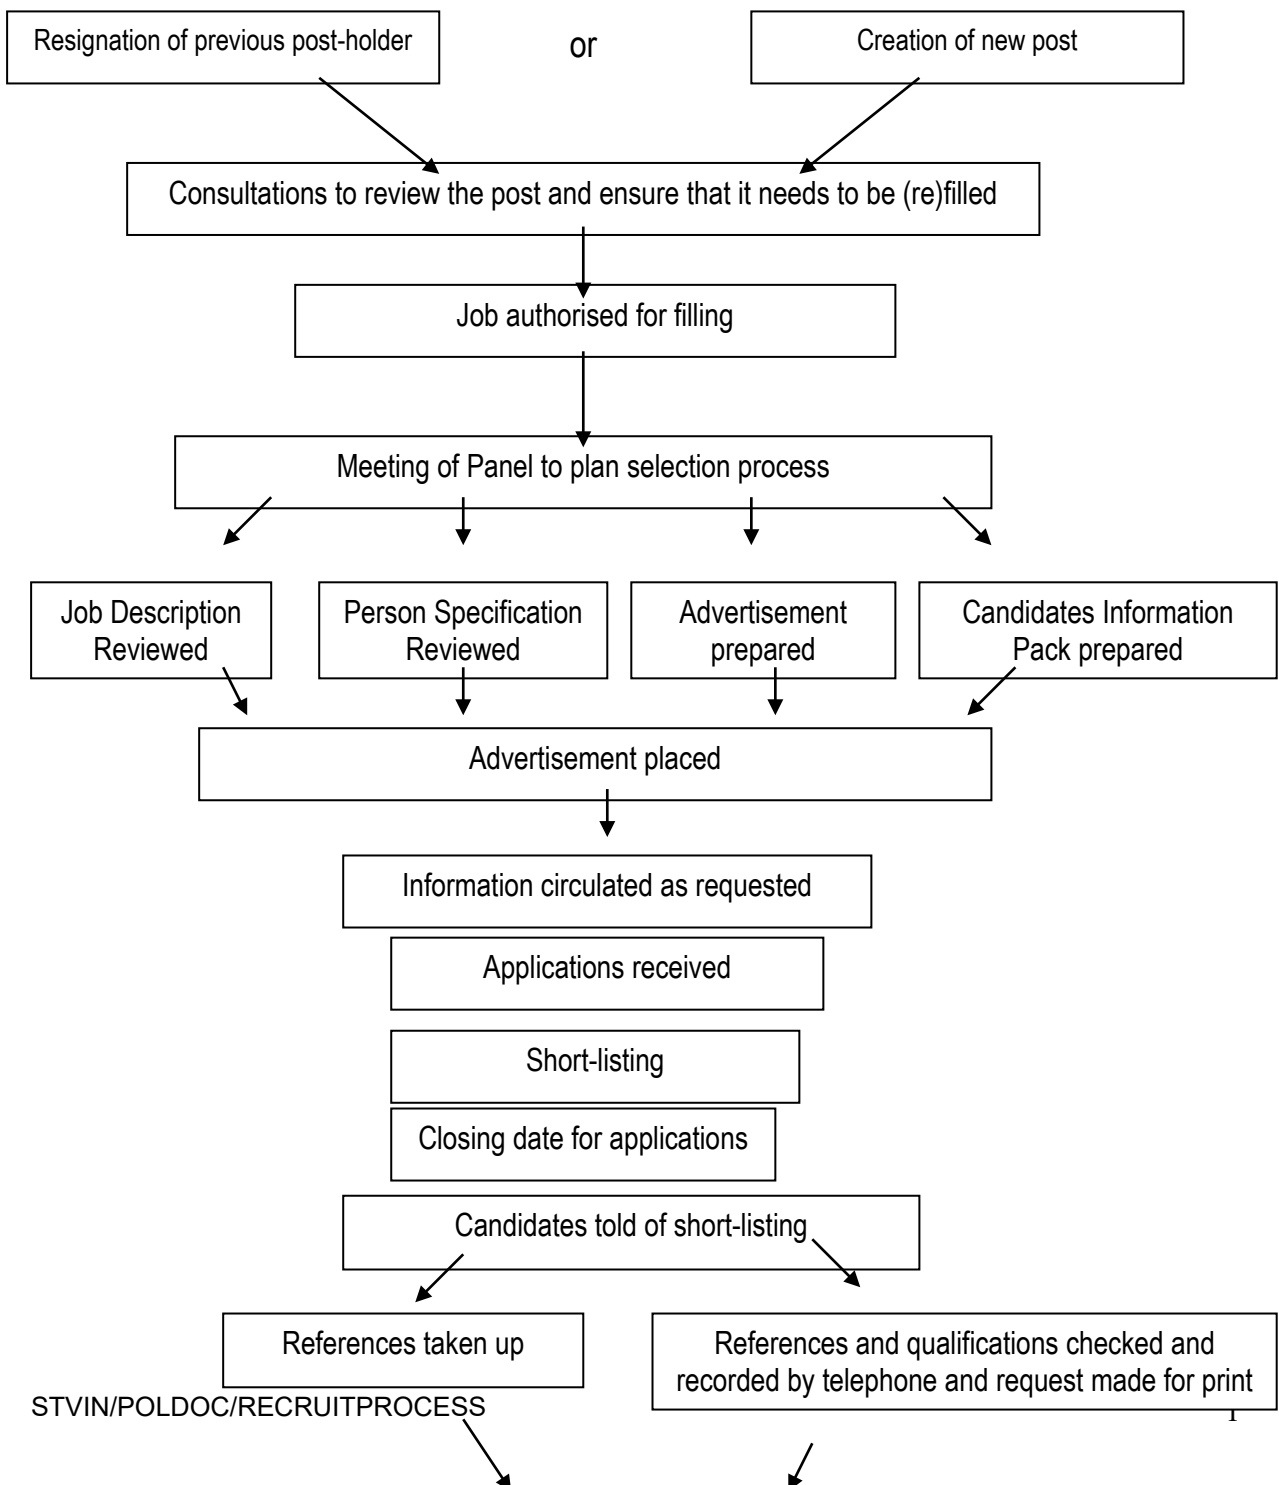 Resignation of previous post-holder
or
Creation of new post
Consultations to review the post and ensure that it needs to be (re)filled
Job authorised for filling
Meeting of Panel to plan selection process
Job Description
Reviewed
Person Specification
Reviewed
Advertisement
prepared
Candidates Information
Pack prepared
Advertisement placed
Information circulated as requested
Applications received
Short-listing
Closing date for applications
Candidates told of short-listing
References taken up
References and qualifications checked and
recorded by telephone and request made for print
STVIN/POLDOC/RECRUITPROCESS